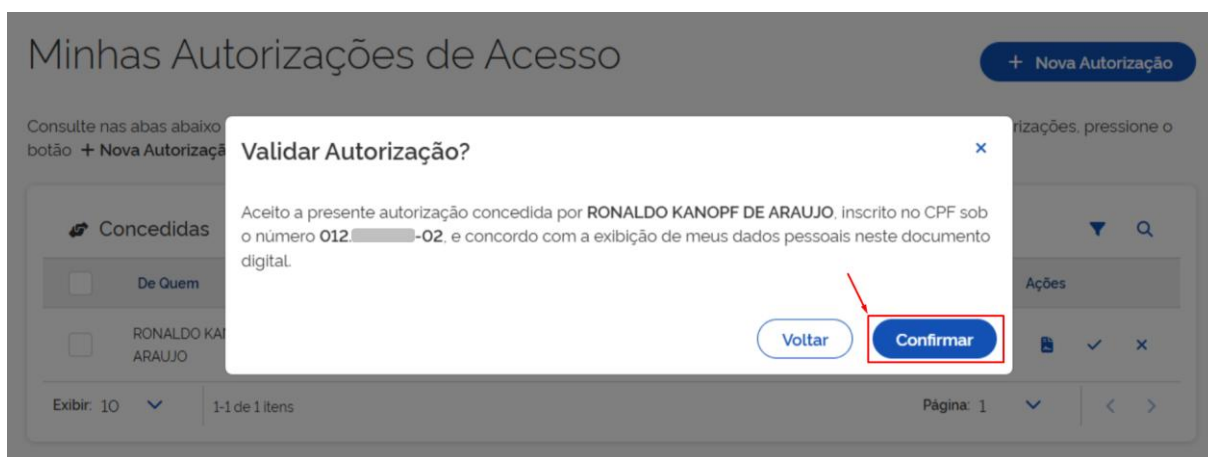 Minhas Autorizações de Acesso
+ Nova Autorização
Consulte nas abas abaixo
rizações, pressione o
botão + Nova Autorizaçã
Validar Autorização?
×
Aceito a presente autorização concedida por RONALDO KANOPF DE ARAUJO, inscrito no CPF sob
o número 012. -02, e concordo com a exibição de meus dados pessoais neste documento
digital.
Concedidas
De Quem
Ações
RONALDO KA
ARAUJO
Voltar
Confirmar
Exibir: 10
1-1 de 1 itens
Página: 1